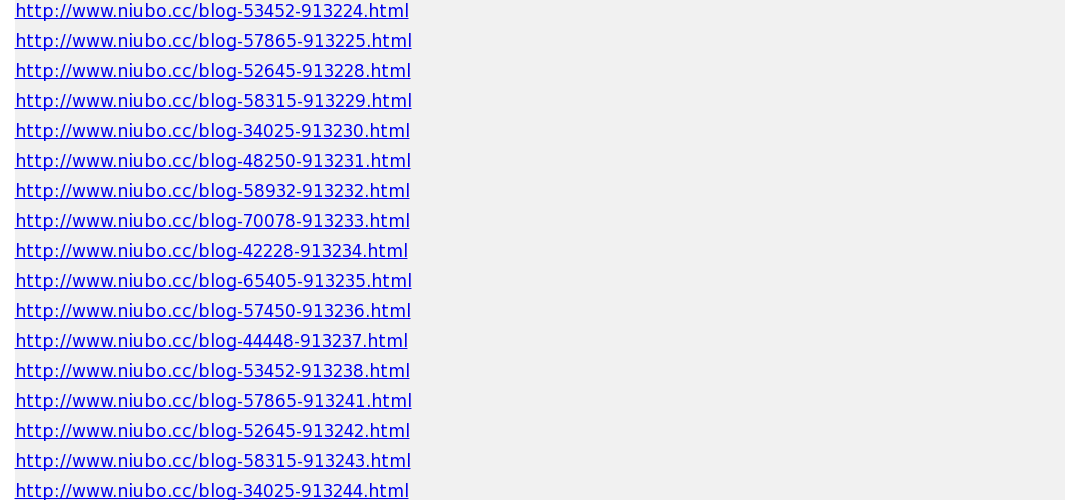 http://www.niubo.cc/blog-53452-913224.html
http://www.niubo.cc/blog-57865-913225.html
http://www.niubo.cc/blog-52645-913228.html
http://www.niubo.cc/blog-58315-913229.html
http://www.niubo.cc/blog-34025-913230.html
http://www.niubo.cc/blog-48250-913231.html
http://www.niubo.cc/blog-58932-913232.html
http://www.niubo.cc/blog-70078-913233.html
http://www.niubo.cc/blog-42228-913234.html
http://www.niubo.cc/blog-65405-913235.html
http://www.niubo.cc/blog-57450-913236.html
http://www.niubo.cc/blog-44448-913237.html
http://www.niubo.cc/blog-53452-913238.html
http://www.niubo.cc/blog-57865-913241.html
http://www.niubo.cc/blog-52645-913242.html
http://www.niubo.cc/blog-58315-913243.html
http://www.niubo.cc/blog-34025-913244.html